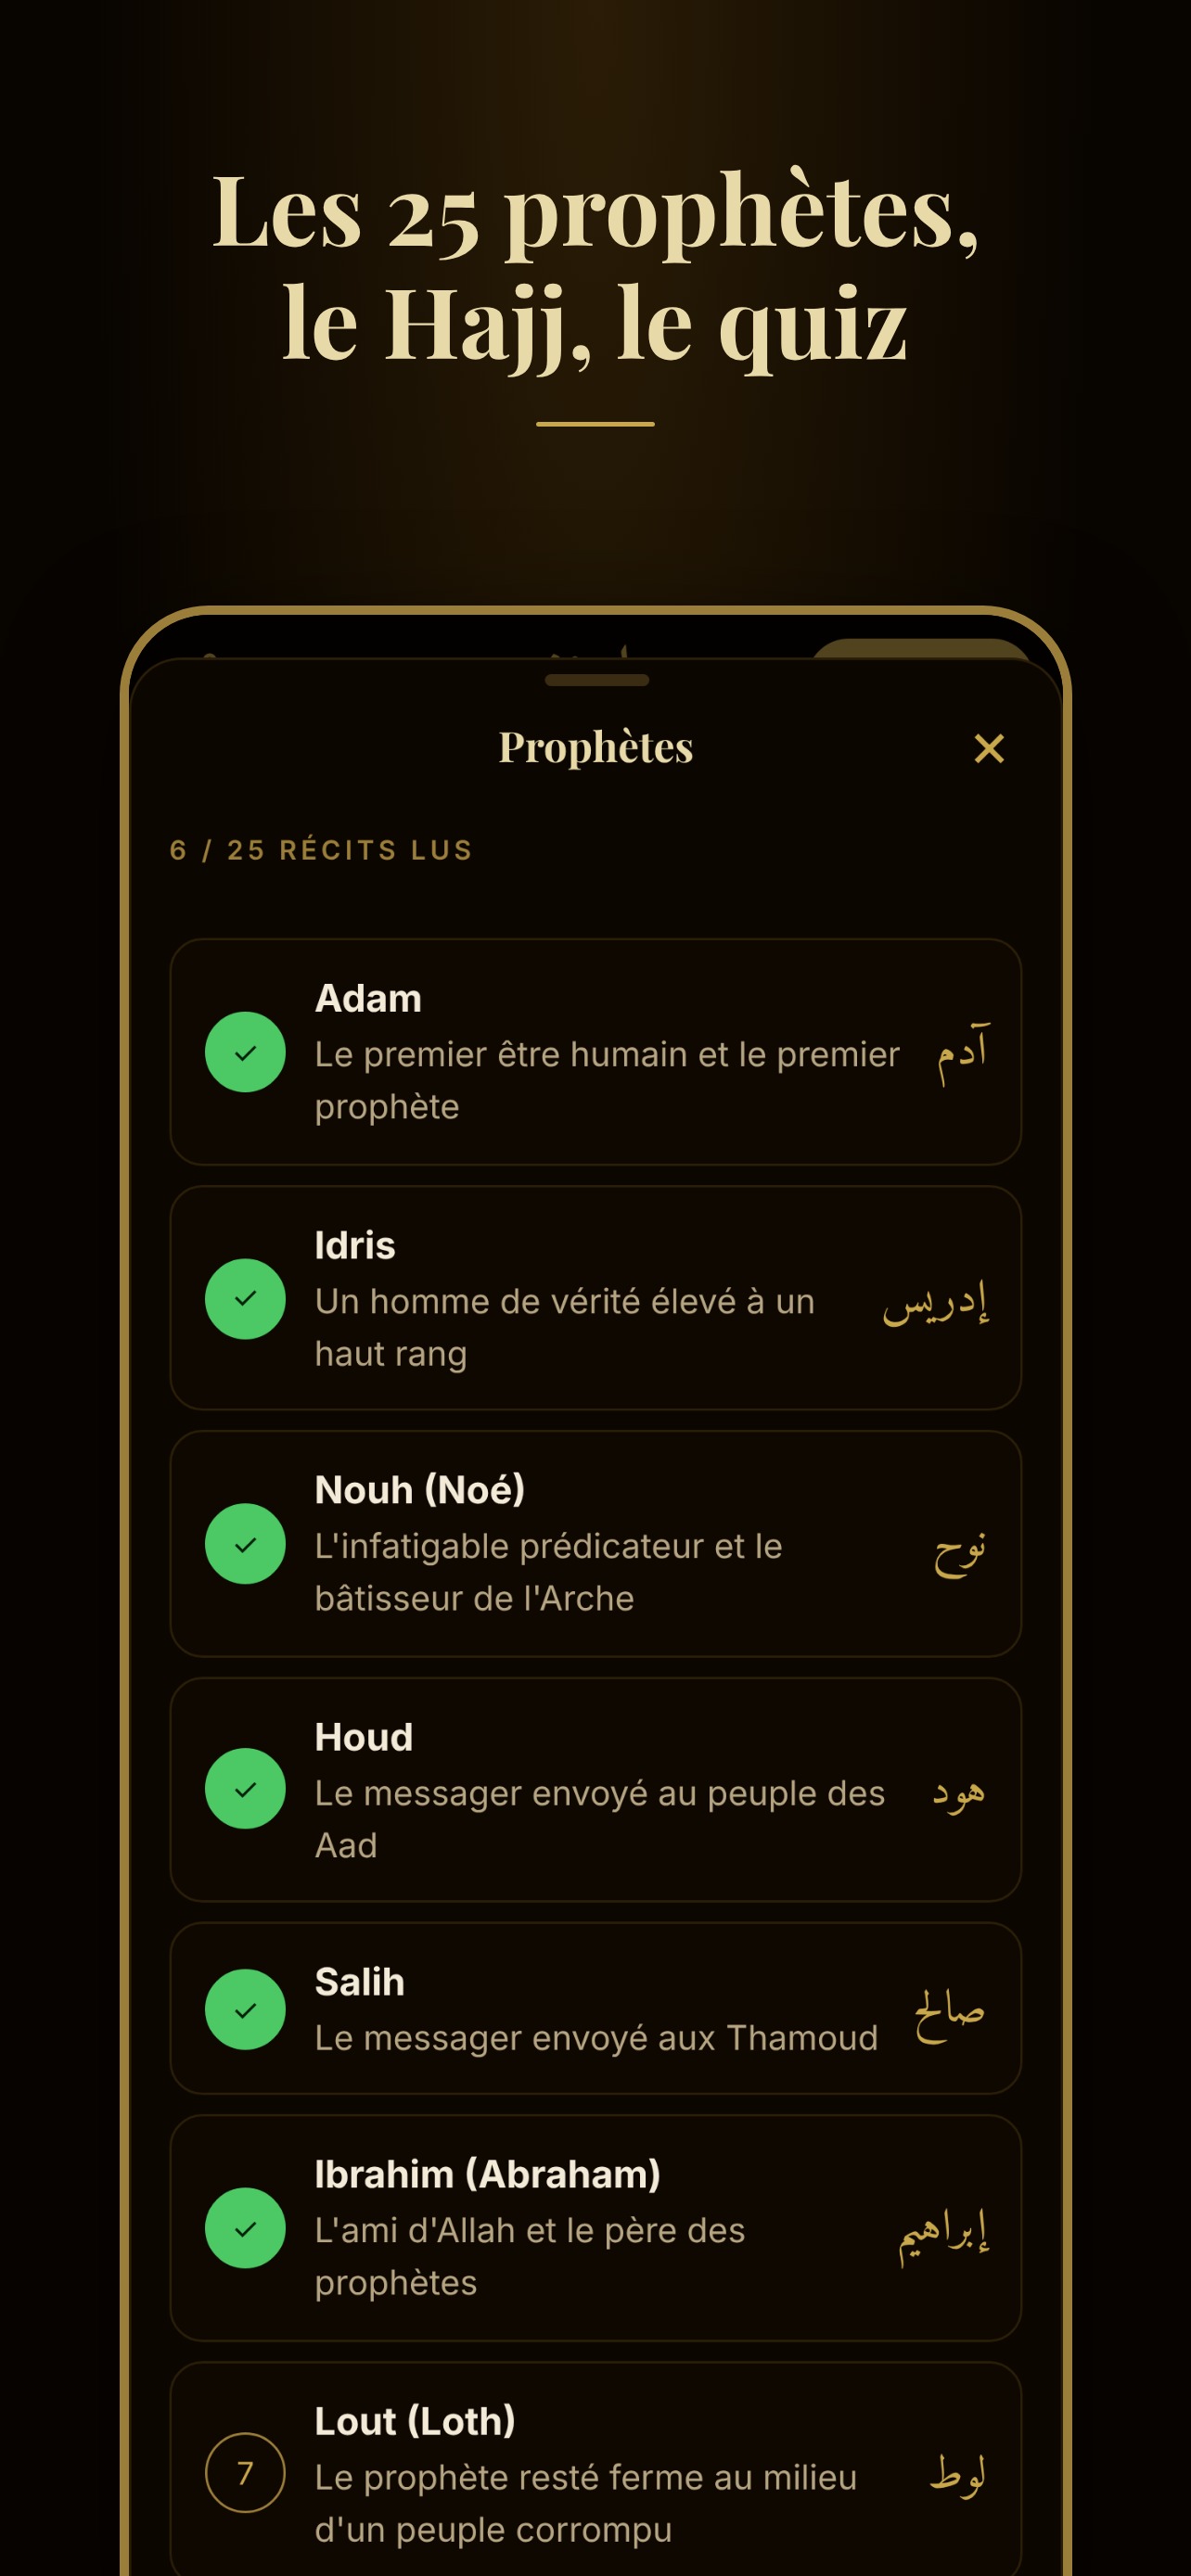 Les 25 prophètes,
le Hajj, le quiz
Prophètes
6 / 25 RÉCITS LUS
Adam
Le premier être humain et le premier
prophète
آدم
Idris
Un homme de vérité élevé à un
haut rang
إدريس
Nouh (Noé)
L'infatigable prédicateur et le
bâtisseur de l'Arche
نوح
Houd
Le messager envoyé au peuple des
Aad
هود
Salih
Le messager envoyé aux Thamoud
صالح
Ibrahim (Abraham)
L'ami d'Allah et le père des
prophètes
إبراهيم
7
Lout (Loth)
Le prophète resté ferme au milieu
d'un peuple corrompu
لوط